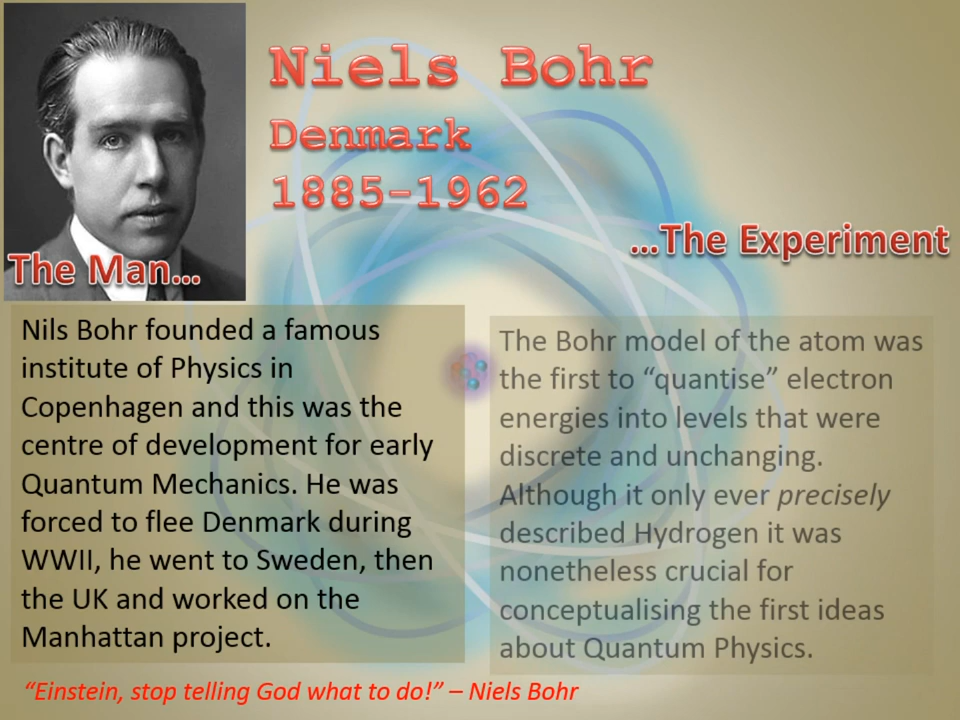 Niels Bohr
Denmark
1885-1962
The Man…
…The Experiment
Nils Bohr founded a famous
institute of Physics in
Copenhagen and this was the
centre of development for early
Quantum Mechanics. He was
forced to flee Denmark during
WWII, he went to Sweden, then
the UK and worked on the
Manhattan project.
The Bohr model of the atom was
the first to “quantise” electron
energies into levels that were
discrete and unchanging.
Although it only ever precisely
described Hydrogen it was
nonetheless crucial for
conceptualising the first ideas
about Quantum Physics.
“Einstein, stop telling God what to do!” – Niels Bohr